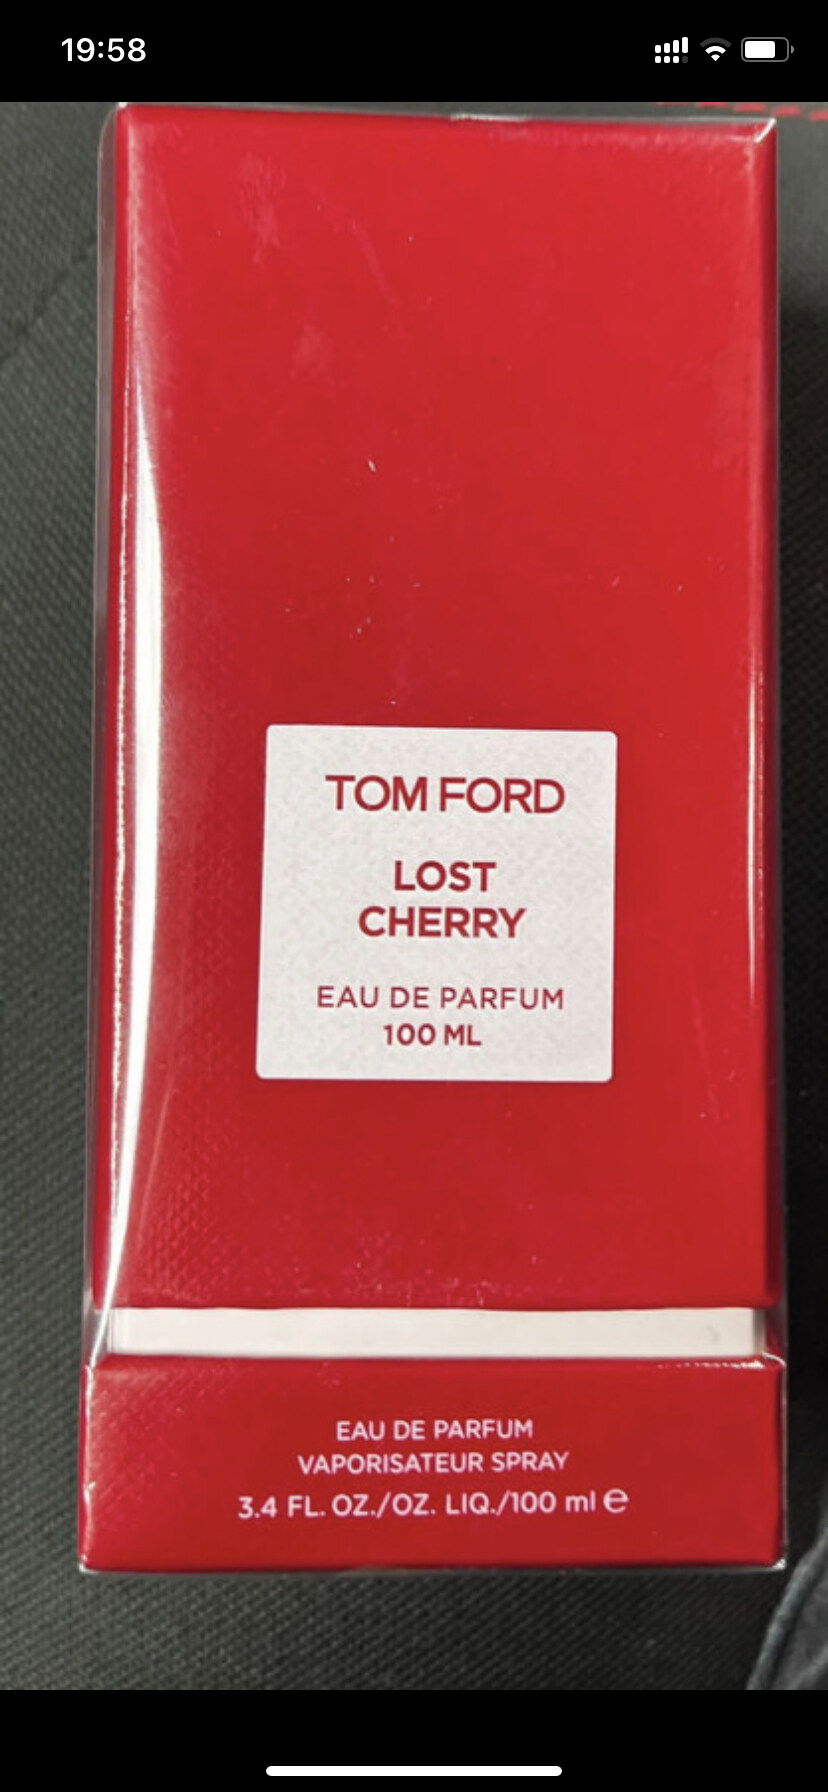 19:58
TOM FORD
LOST
CHERRY
EAU DE PARFUM
100 ML
EAU DE PARFUM
VAPORISATEUR SPRAY
3.4 FL. OZ./OZ. LIQ./100 ml ℮